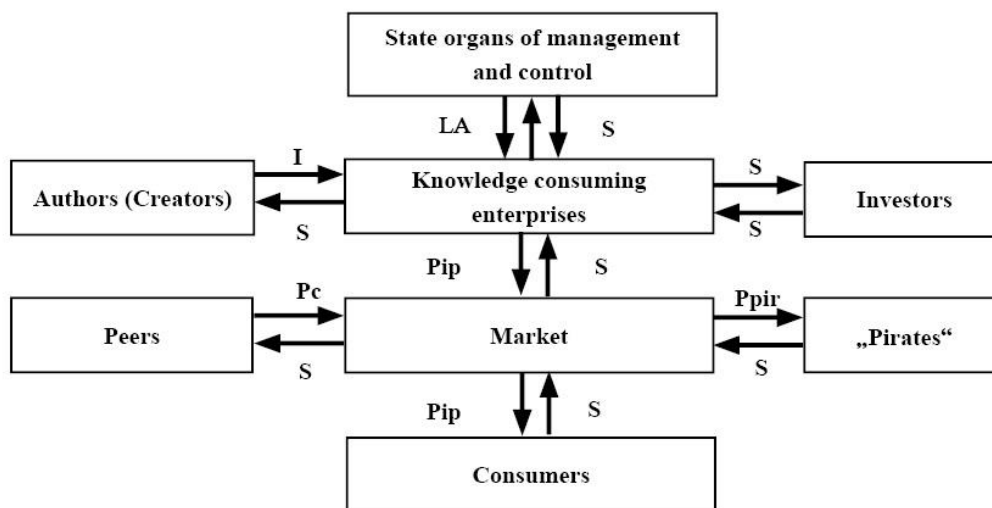 State organs of management
and control
LA
S
I
Authors (Creators)
S
Knowledge consuming
enterprises
S
Investors
S
Pip
S
Pc
Peers
S
Market
Ppir
„Pirates“
S
Pip
S
Consumers